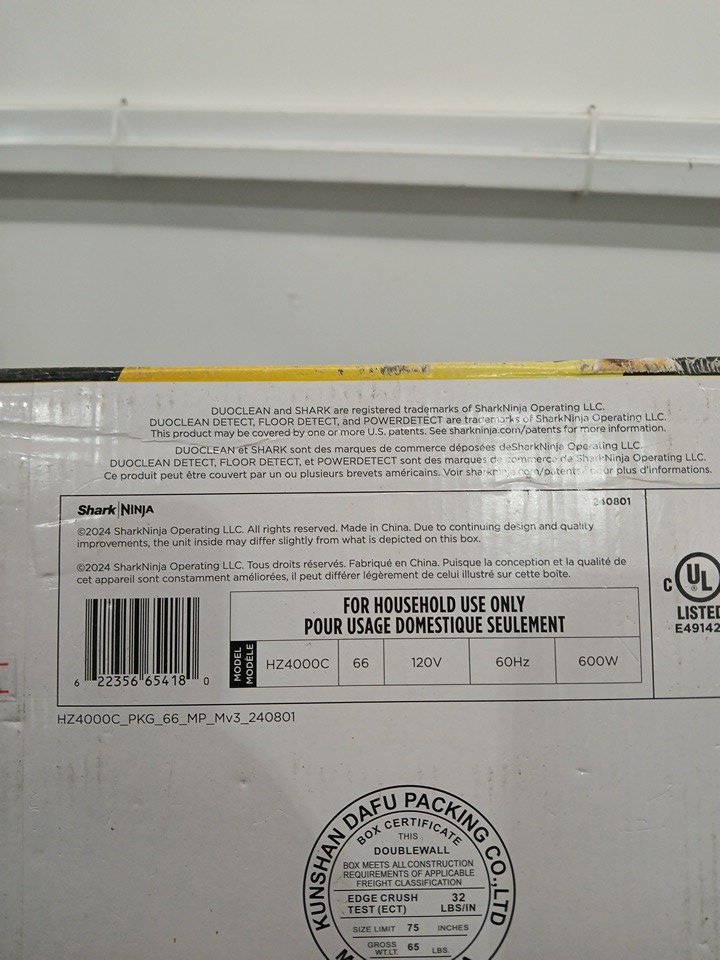 DUOCLEAN and SHARK are registered trademarks of SharkNinja Operating LLC.
DUOCLEAN DETECT, FLOOR DETECT, and POWERDETECT are trademarks of SharkNinja Operating LLC.
This product may be covered by one or more U.S. patents. See sharkninja.com/patents for more information.
DUOCLEAN et SHARK sont des marques de commerce déposées deSharkNinja Operating LLC.
DUOCLEAN DETECT, FLOOR DETECT, et POWERDETECT sont des marques de commerce de SharkNinja Operating LLC.
Ce produit peut être couvert par un ou plusieurs brevets américains. Voir sharkninja.com/patents pour plus d'informations.
Shark|NINJA
240801
©2024 SharkNinja Operating LLC. All rights reserved. Made in China. Due to continuing design and quality
improvements, the unit inside may differ slightly from what is depicted on this box.
©2024 SharkNinja Operating LLC. Tous droits réservés. Fabriqué en China. Puisque la conception et la qualité de
cet appareil sont constamment améliorées, il peut différer légèrement de celui illustré sur cette boîte.
C UL ®
LISTED
E49142
6 22356 65418 0
FOR HOUSEHOLD USE ONLY
POUR USAGE DOMESTIQUE SEULEMENT
MODEL
MODÈLE
HZ4000C 66 120V 60Hz 600W
HZ4000C_PKG_66_MP_Mv3_240801
KUNSHAN DAFU PACKING CO.,LTD
BOX CERTIFICATE
THIS
DOUBLEWALL
BOX MEETS ALL CONSTRUCTION
REQUIREMENTS OF APPLICABLE
FREIGHT CLASSIFICATION
EDGE CRUSH TEST (ECT) 32 LBS/IN
SIZE LIMIT 75 INCHES
GROSS WT.LT. 65 LBS.